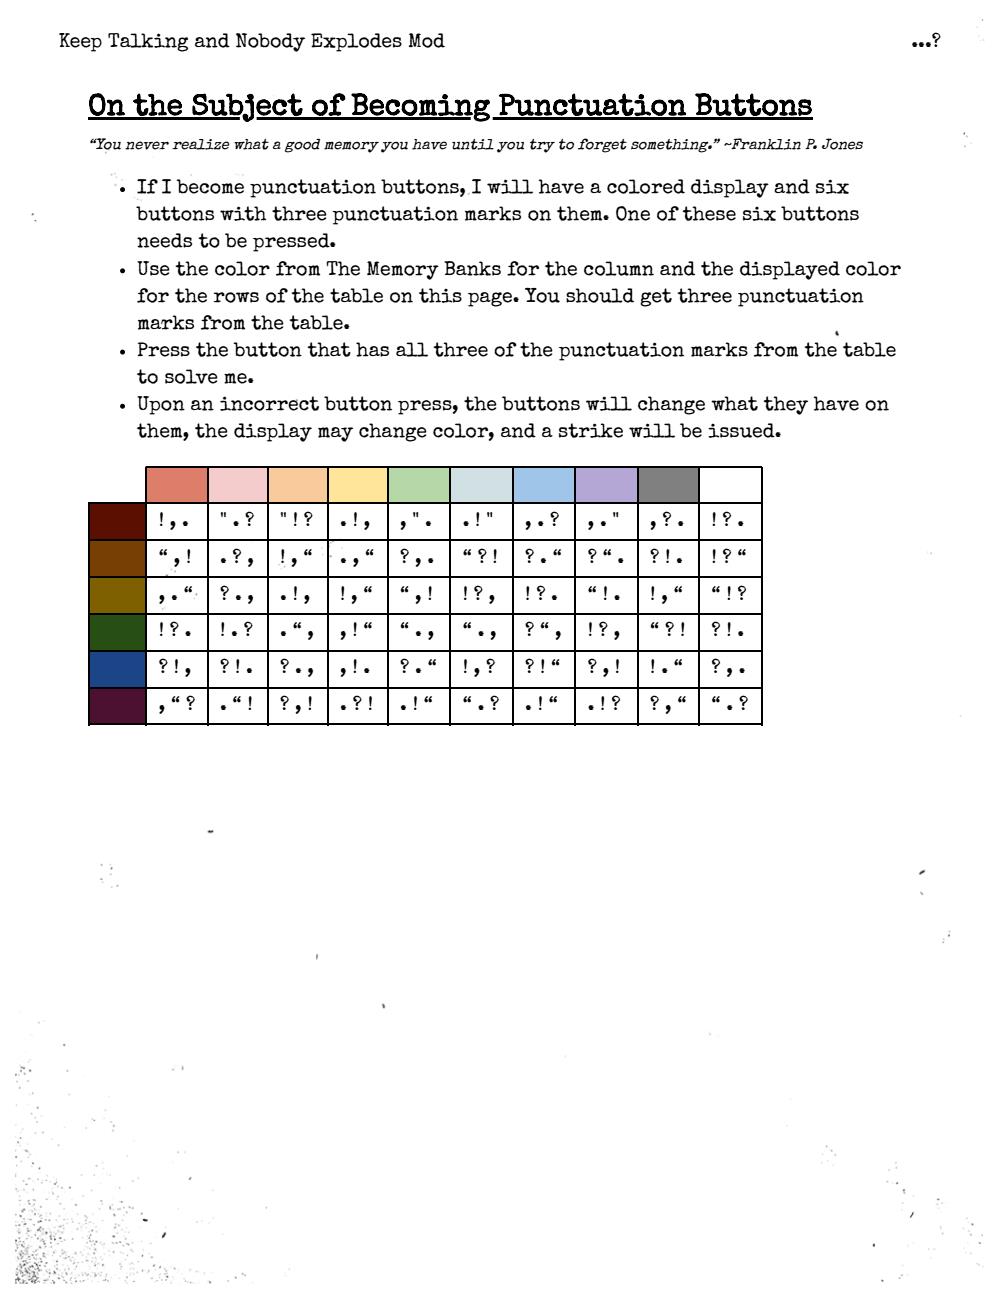 Keep Talking and Nobody Explodes Mod ...?
On the Subject of Becoming Punctuation Buttons
“You never realize what a good memory you have until you try to forget something.” ~Franklin P. Jones
• If I become punctuation buttons, I will have a colored display and six
buttons with three punctuation marks on them. One of these six buttons
needs to be pressed.
• Use the color from The Memory Banks for the column and the displayed color
for the rows of the table on this page. You should get three punctuation
marks from the table.
• Press the button that has all three of the punctuation marks from the table
to solve me.
• Upon an incorrect button press, the buttons will change what they have on
them, the display may change color, and a strike will be issued.
!,. ".? "!? .!, ,". .!" ,.? ,." ,?. !?.
“,! .?, !,“ .,“ ?,. “?! ?.“ ?“. ?!. !?“
,.“ ?., .!, !,“ “,! !?, !?. “!. !,“ “!?
!?. !.? .“, ,!“ “., “., ?“, !?, “?! ?!.
?!, ?!. ?., ,!. ?.“ !,? ?!“ ?,! !.“ ?,.
,“? .“! ?,! .?! .!“ “.? .!“ .!? ?,“ “.?